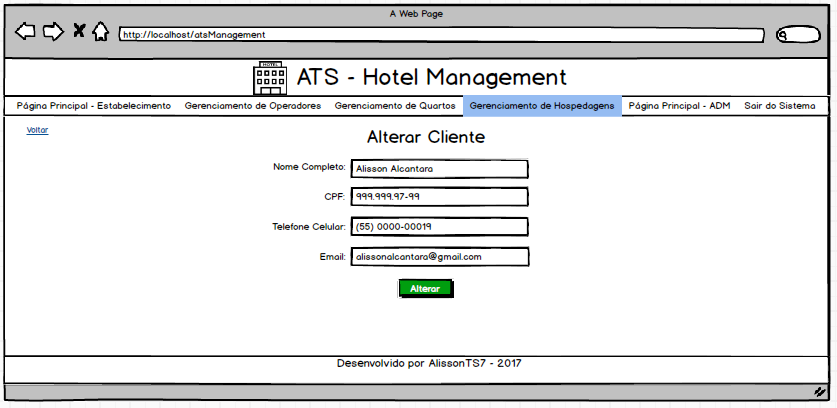 A Web Page
http://localhost/atsManagement
HOTEL
ATS - Hotel Management
Página Principal - Estabelecimento Gerenciamento de Operadores Gerenciamento de Quartos Gerenciamento de Hospedagens Página Principal - ADM Sair do Sistema
Voltar
Alterar Cliente
Nome Completo: Alisson Alcantara
CPF: 999.999.97-99
Telefone Celular: (55) 0000-00019
Email: alissonalcantara@gmail.com
Alterar
Desenvolvido por AlissonTS7 - 2017